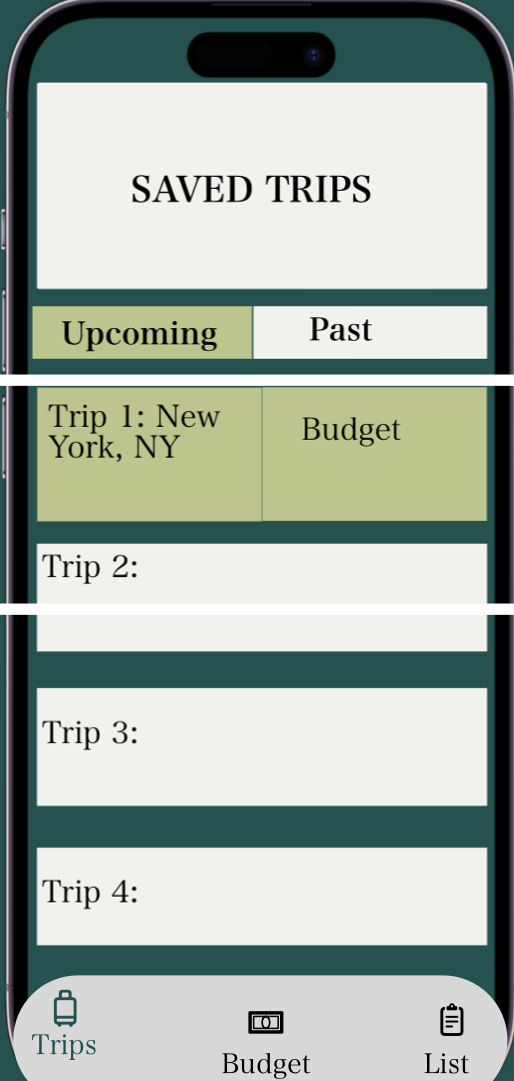 SAVED TRIPS
Upcoming
Past
Trip 1: New
York, NY
Budget
Trip 2:
Trip 3:
Trip 4:
Trips
Budget
List